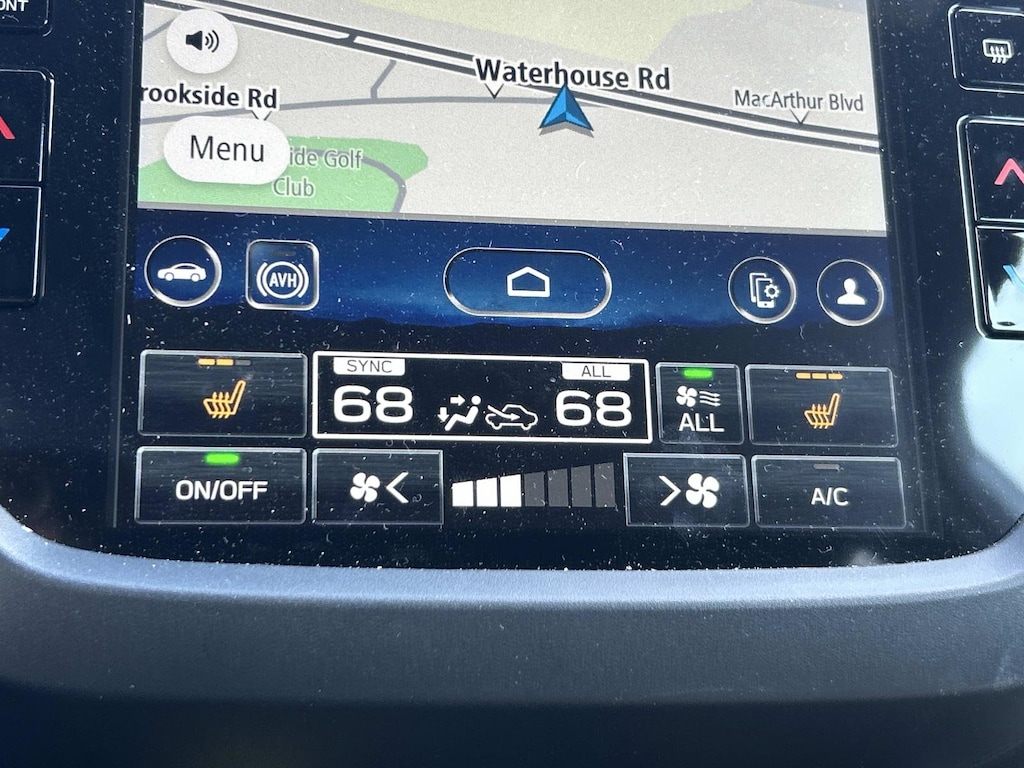 Waterhouse Rd
rookside Rd
MacArthur Blvd
Menu
ide Golf
Club
AVH
SYNC
ALL
68
68
ALL
ON/OFF
A/C